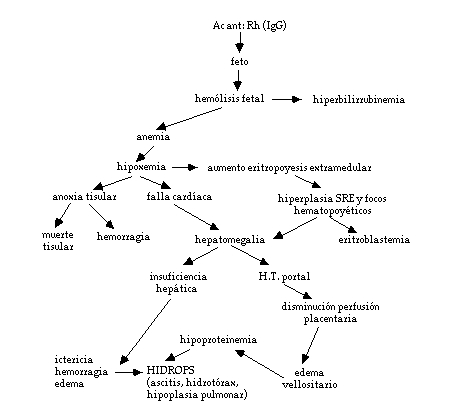 Ac ant: Rh (IgG)
feto
hemólisis fetal
hiperbilirrubinemia
anemia
hipoxemia
aumento eritropoyesis extramedular
anoxia tisular
falla cardíaca
hiperplasia SRE y focos
hematopoyéticos
muerte
tisular
hemorragia
hepatomegalia
eritroblastemia
insuficiencia
hepática
H.T. portal
disminución perfusión
placentaria
hipoproteinemia
ictericia
hemorragia
edema
HIDROPS
(ascitis, hidrotórax,
hipoplasia pulmonar)
edema
vellositario